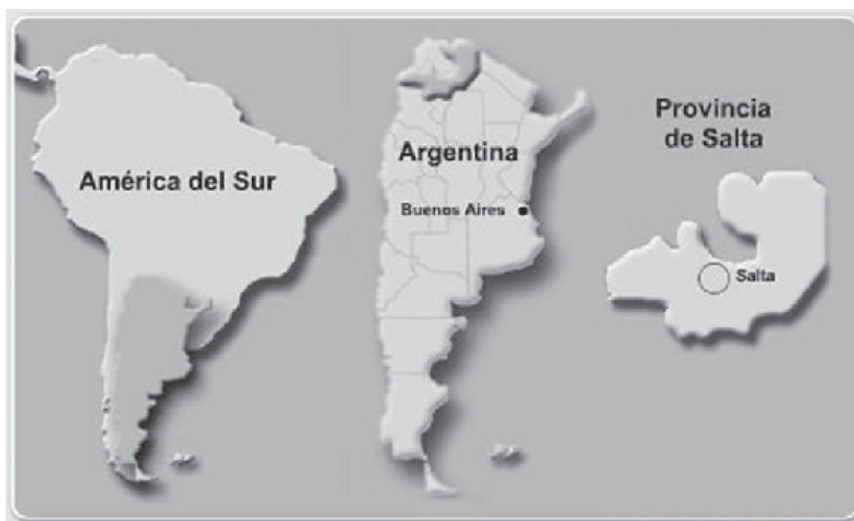 América del Sur
Argentina
Buenos Aires
Provincia
de Salta
Salta